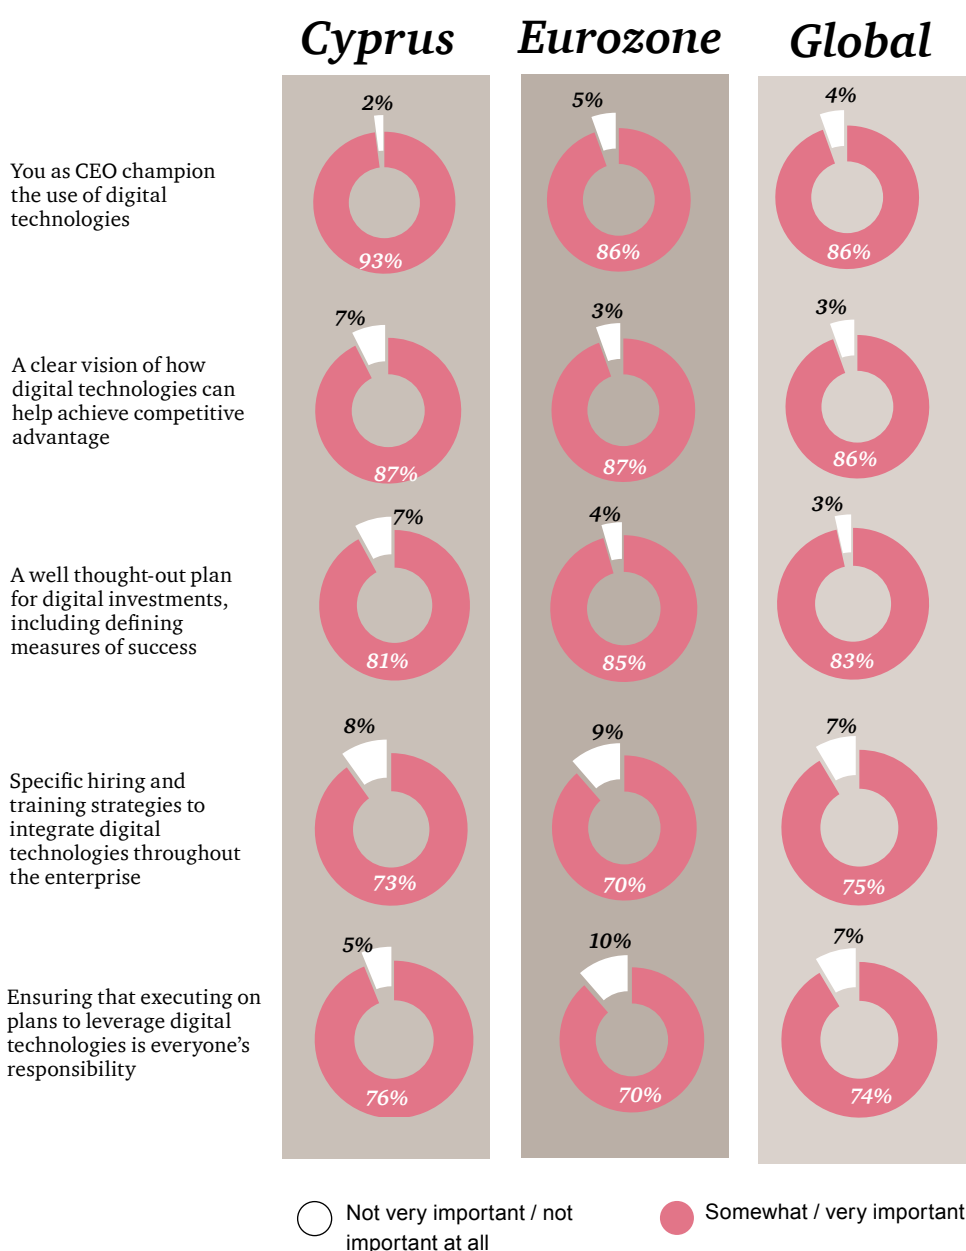 Cyprus Eurozone Global
2% 5% 4%
You as CEO champion
the use of digital
technologies
93% 86% 86%
7% 3% 3%
A clear vision of how
digital technologies can
help achieve competitive
advantage
87% 87% 86%
7% 4% 3%
A well thought-out plan
for digital investments,
including defining
measures of success
81% 85% 83%
8% 9% 7%
Specific hiring and
training strategies to
integrate digital
technologies throughout
the enterprise
73% 70% 75%
5% 10% 7%
Ensuring that executing on
plans to leverage digital
technologies is everyone’s
responsibility
76% 70% 74%
Not very important / not
important at all
Somewhat / very important